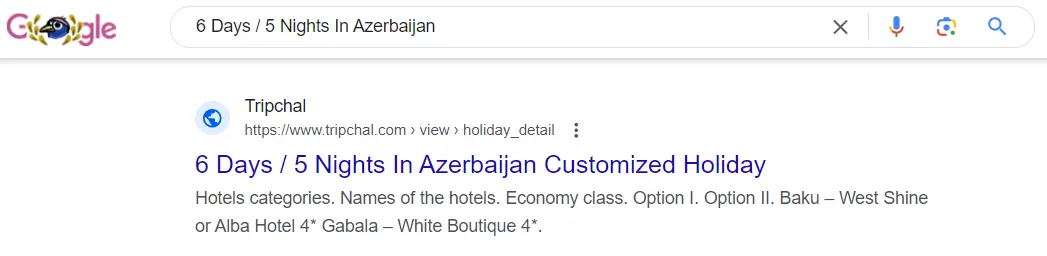 Google
6 Days / 5 Nights In Azerbaijan
Tripchal
https://www.tripchal.com › view › holiday_detail
6 Days / 5 Nights In Azerbaijan Customized Holiday
Hotels categories. Names of the hotels. Economy class. Option I. Option II. Baku – West Shine
or Alba Hotel 4* Gabala – White Boutique 4*.